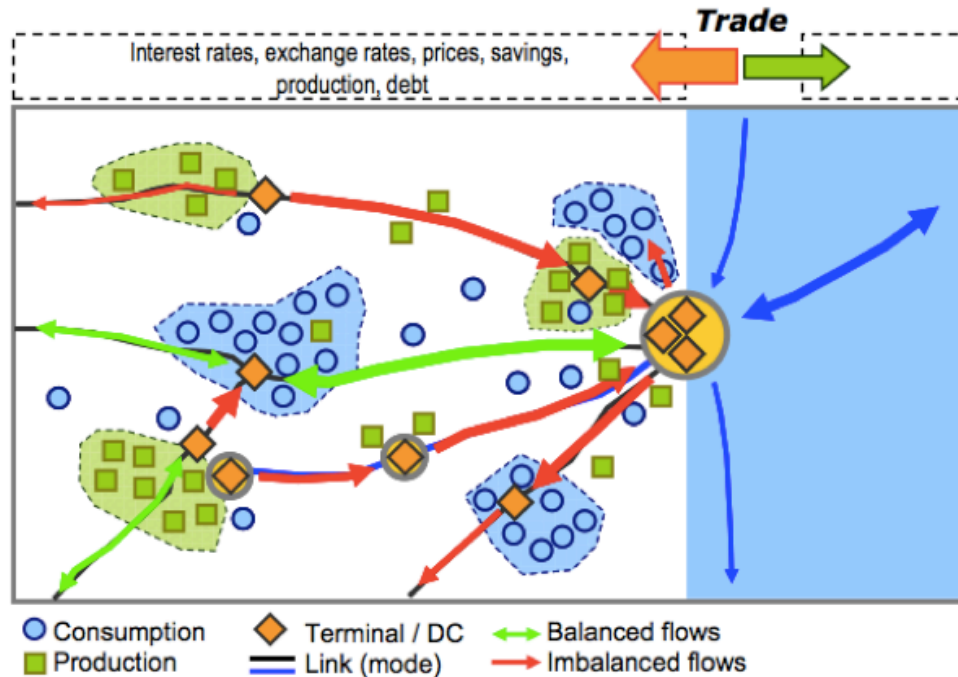 Trade
Interest rates, exchange rates, prices, savings,
production, debt
Consumption
Terminal / DC
Balanced flows
Production
Link (mode)
Imbalanced flows